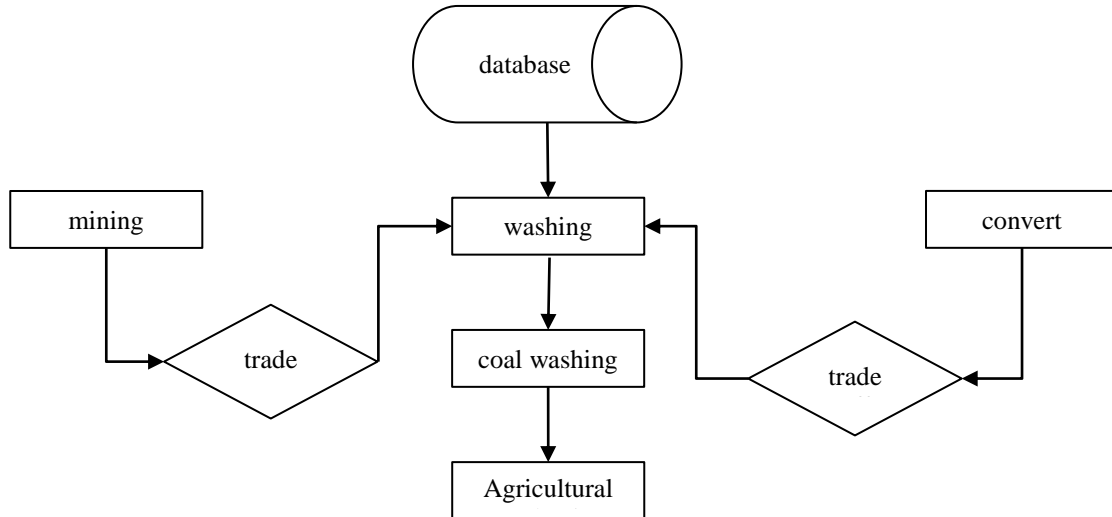 database
mining
washing
convert
trade
coal washing
trade
Agricultural